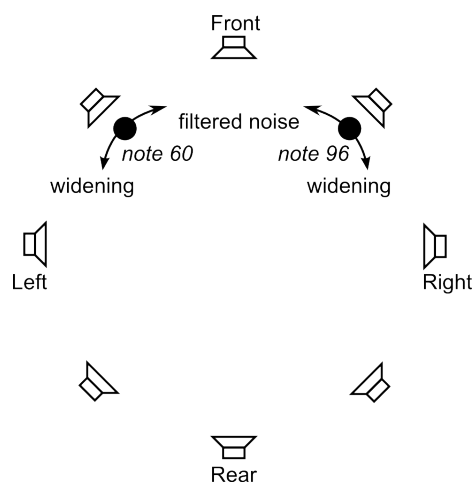 Front
filtered noise
note 60
note 96
widening
widening
Left
Right
Rear